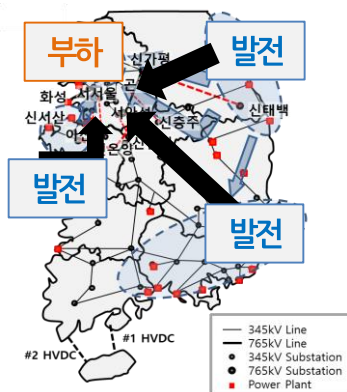 부하
발전
신가평
화성
서서울
신서산
신태백
신충주
온양
발전
발전
#1 HVDC
#2 HVDC
345kV Line
765kV Line
345kV Substation
765kV Substation
Power Plant